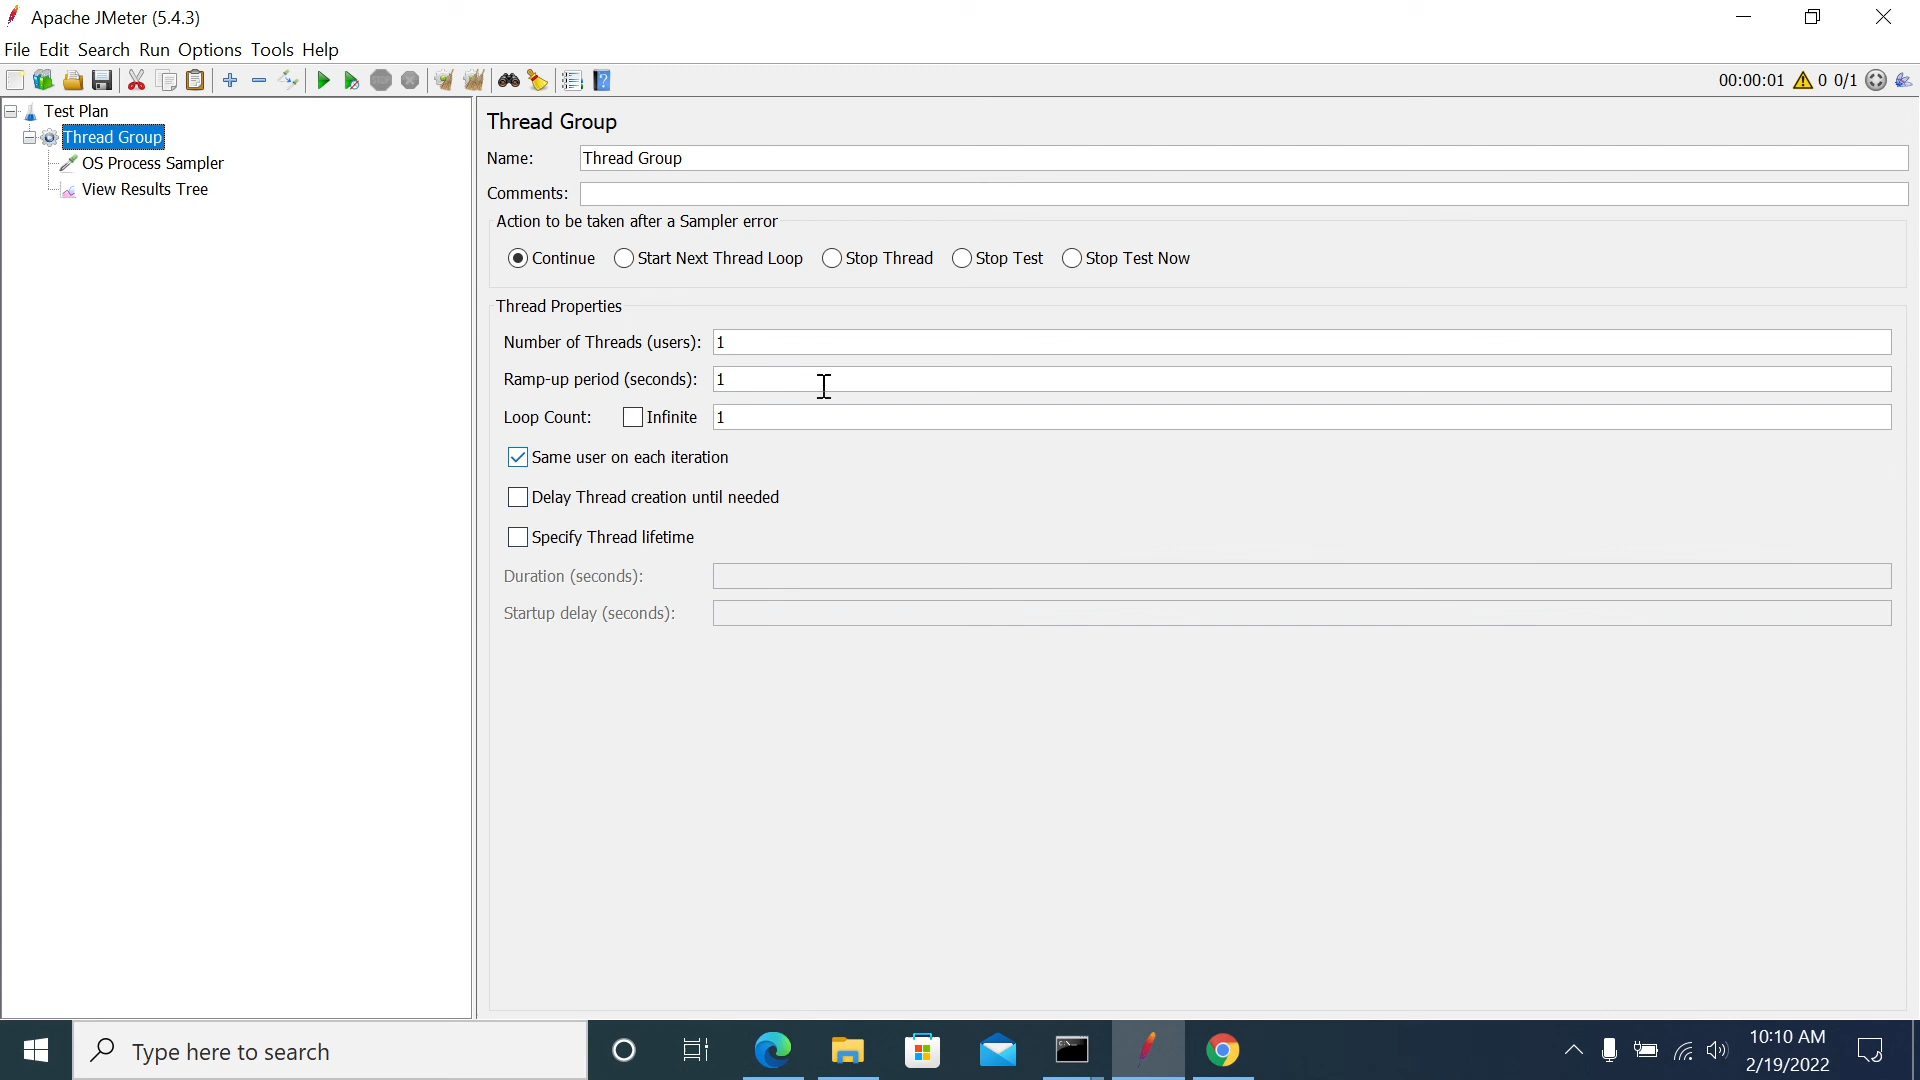 Apache JMeter (5.4.3)
File Edit Search Run Options Tools Help
00:00:01 0 0/1
Test Plan
Thread Group
OS Process Sampler
View Results Tree
Thread Group
Name: Thread Group
Comments:
Action to be taken after a Sampler error
Continue Start Next Thread Loop Stop Thread Stop Test Stop Test Now
Thread Properties
Number of Threads (users): 1
Ramp-up period (seconds): 1
Loop Count: Infinite 1
Same user on each iteration
Delay Thread creation until needed
Specify Thread lifetime
Duration (seconds):
Startup delay (seconds):
Type here to search
10:10 AM
2/19/2022